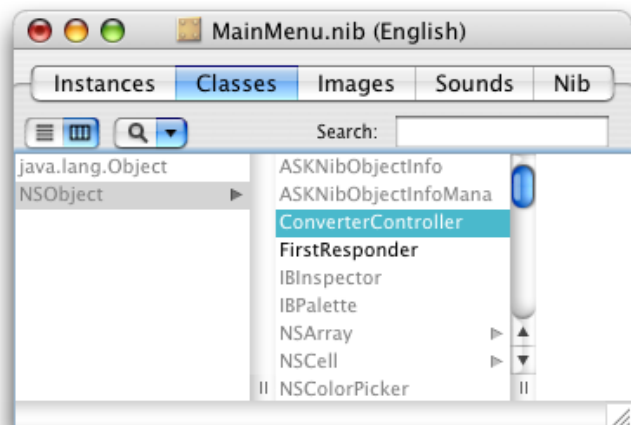 MainMenu.nib (English)
Instances Classes Images Sounds Nib
Search:
java.lang.Object
NSObject
ASKNibObjectInfo
ASKNibObjectInfoMana
ConverterController
FirstResponder
IBInspector
IBPalette
NSArray
NSCell
NSColorPicker